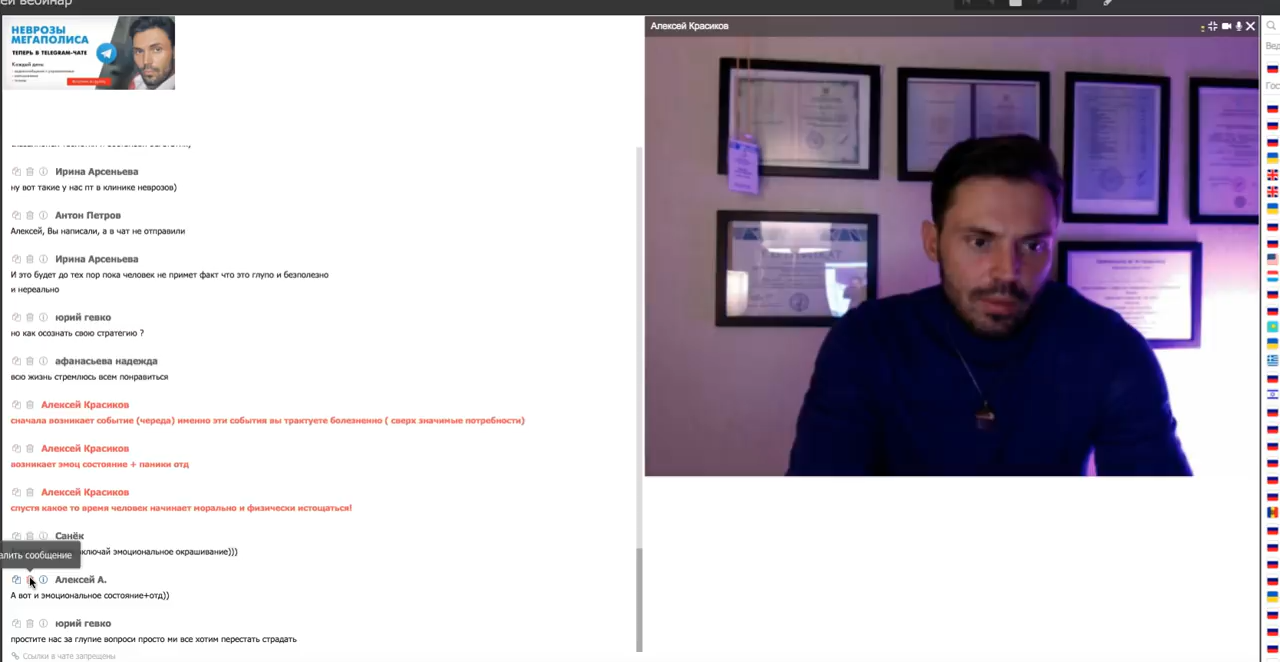 ей вебинар
НЕВРОЗЫ
МЕГАПОЛИСА
ТЕПЕРЬ В TELEGRAM-ЧАТЕ
Каждый день
Ирина Арсеньева
ну вот такие у нас пт в клинике неврозов)
Антон Петров
Алексей, Вы написали, а в чат не отправили
Ирина Арсеньева
И это будет до тех пор пока человек не примет факт что это глупо и безполезно
и нереально
юрий гевко
но как осознать свою стратегию ?
афанасьева надежда
всю жизнь стремлюсь всем понравиться
Алексей Красиков
сначала возникает событие (череда) именно эти события вы трактуете болезненно ( сверх значимые потребности)
Алексей Красиков
возникает эмоц состояние + паники отд
Алексей Красиков
спустя какое то время человек начинает морально и физически истощаться!
Санёк
ключай эмоциональное окрашивание)))
алить сообщение
Алексей А.
А вот и эмоциональное состояние+отд))
юрий гевко
простите нас за глупие вопроси просто ми все хотим перестать страдать
Ссылки в чате запрещены
Алексей Красиков
Вед
Гос